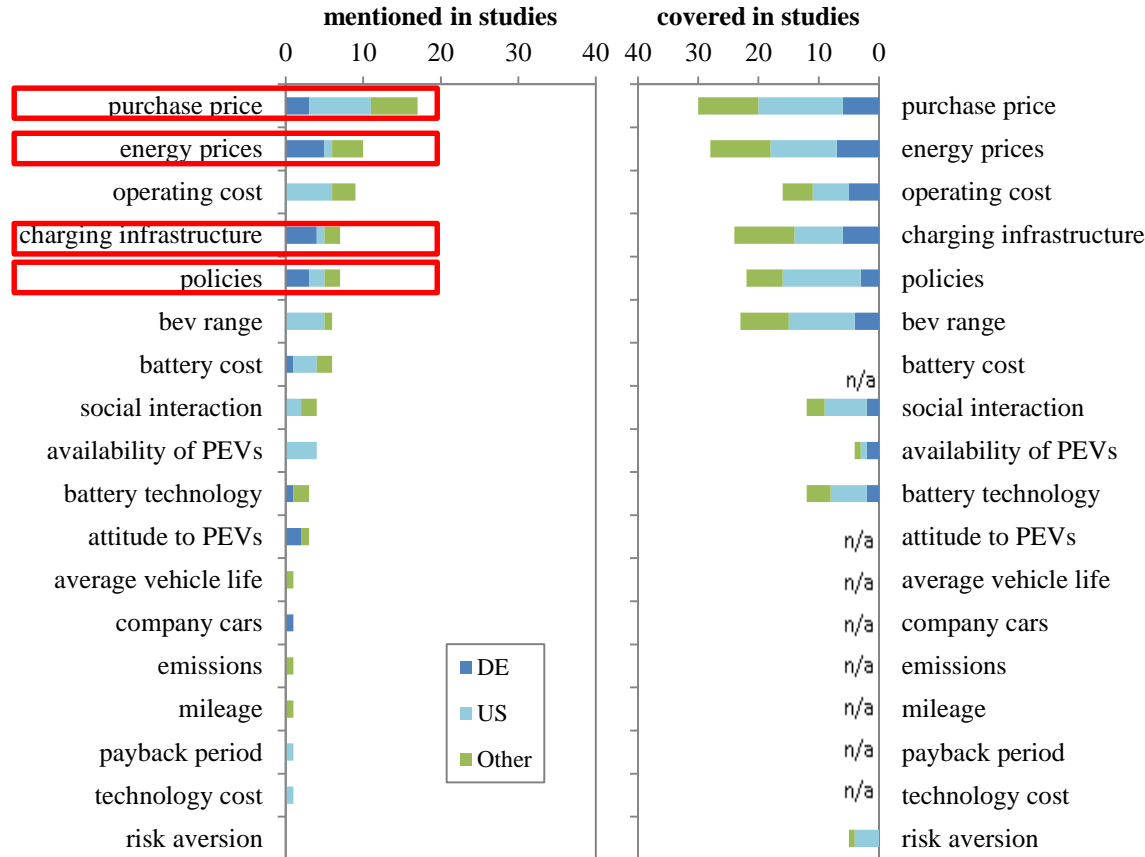 mentioned in studies covered in studies
0 10 20 30 40 40 30 20 10 0
purchase price purchase price
energy prices energy prices
operating cost operating cost
charging infrastructure charging infrastructure
policies policies
bev range bev range
battery cost n/a battery cost
social interaction social interaction
availability of PEVs availability of PEVs
battery technology battery technology
attitude to PEVs n/a attitude to PEVs
average vehicle life n/a average vehicle life
company cars n/a company cars
emissions DE n/a emissions
mileage US n/a mileage
payback period Other n/a payback period
technology cost n/a technology cost
risk aversion risk aversion